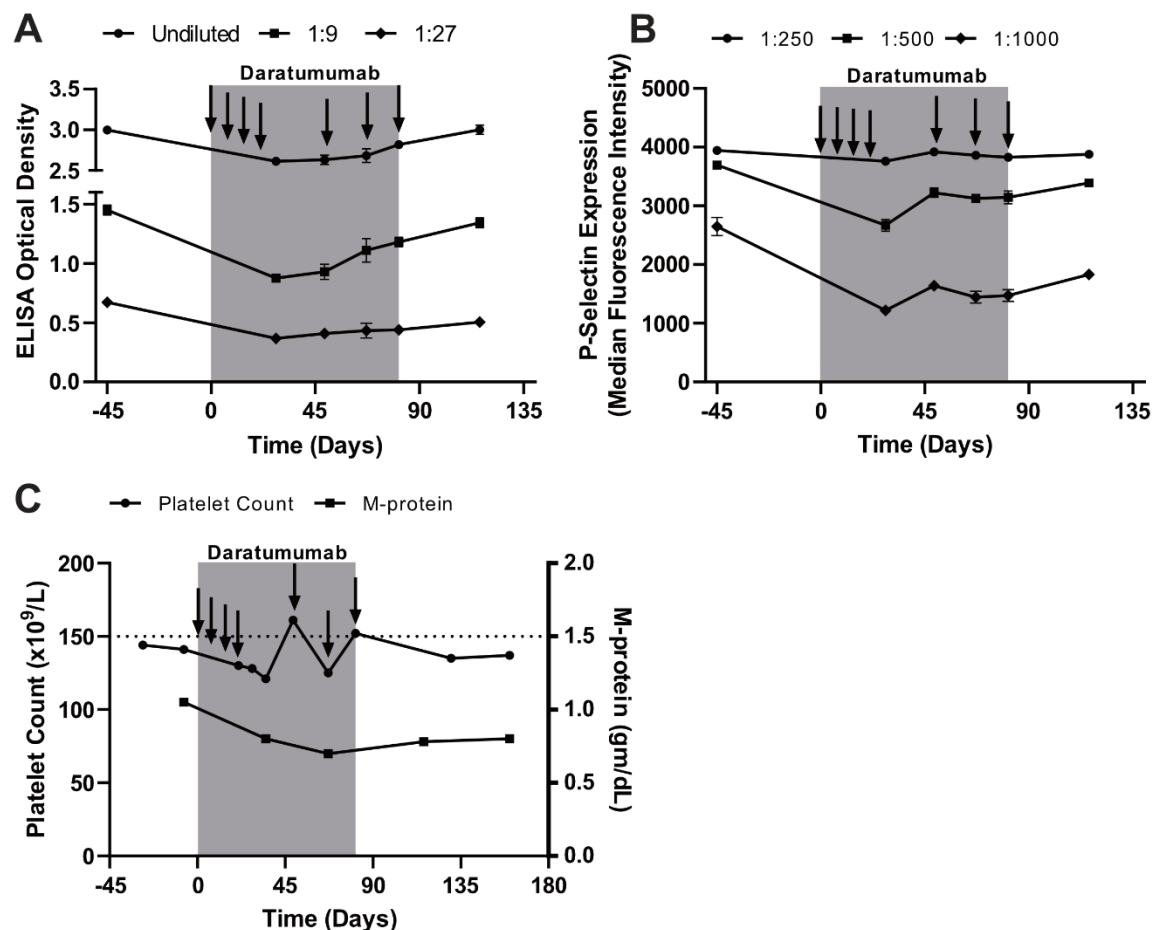 A
Undiluted 1:9 1:27
Daratumumab
ELISA Optical Density
3.5
3.0
2.5
1.5
1.0
0.5
0.0
-45 0 45 90 135
Time (Days)
B
1:250 1:500 1:1000
Daratumumab
P-Selectin Expression
(Median Fluorescence Intensity)
5000
4000
3000
2000
1000
0
-45 0 45 90 135
Time (Days)
C
Platelet Count M-protein
Daratumumab
Platelet Count (x10⁹/L)
200
150
100
50
0
2.0
1.5
1.0
0.5
0.0
M-protein (gm/dL)
-45 0 45 90 135 180
Time (Days)